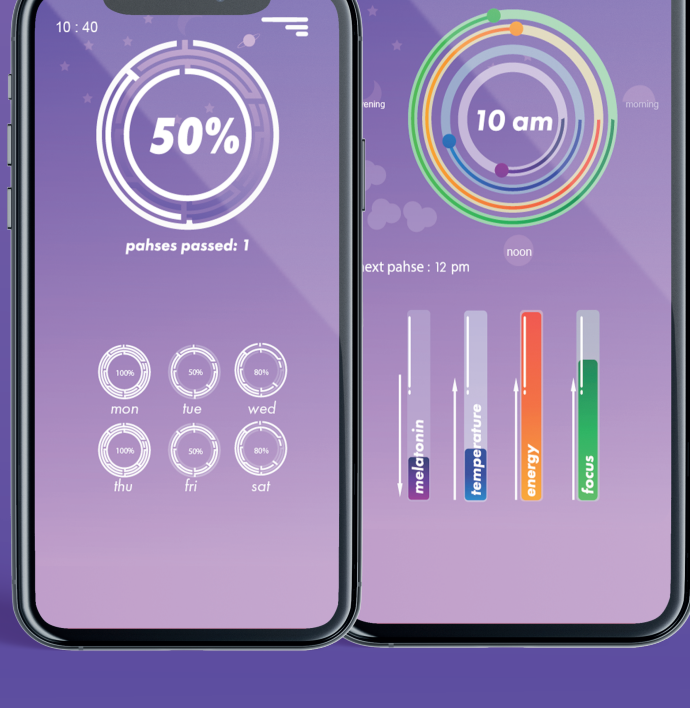 10 : 40
50%
pahses passed: 1
100%
50%
80%
mon
tue
wed
100%
50%
80%
thu
fri
sat
ening
10 am
morning
noon
ext pahse : 12 pm
melatonin
temperature
energy
focus